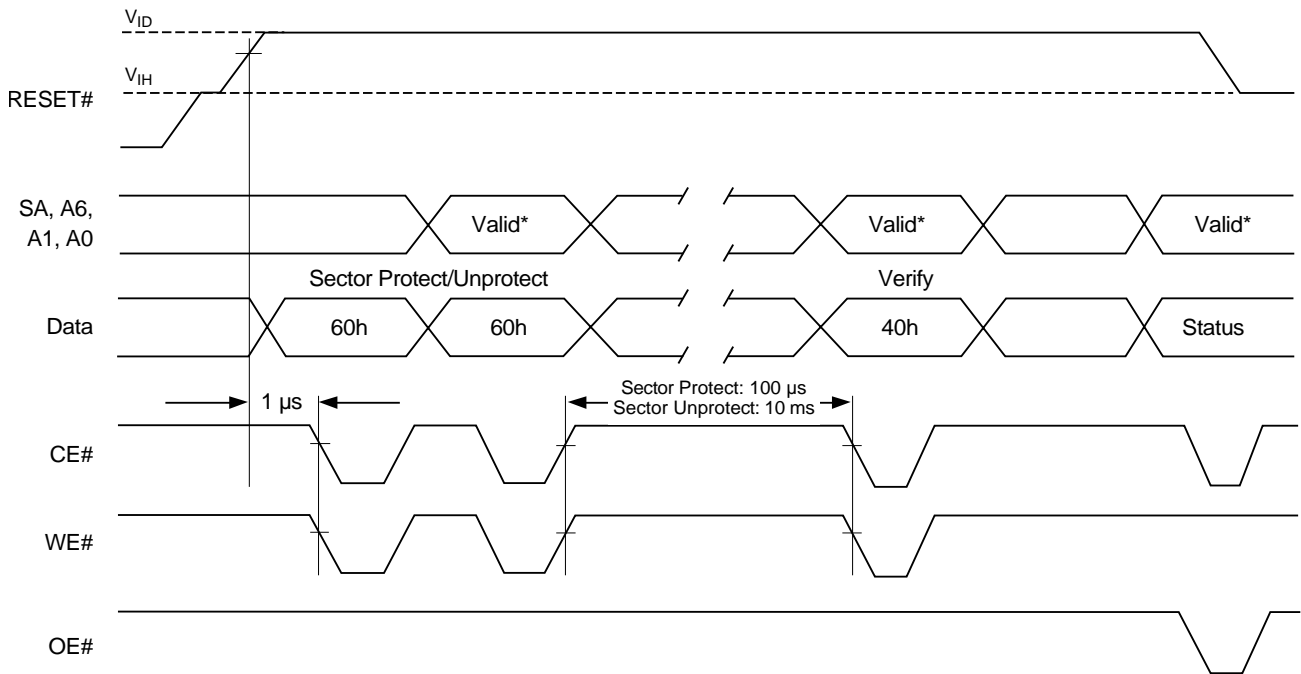 VID
VIH
RESET#
SA, A6,
A1, A0
Valid*
Valid*
Valid*
Sector Protect/Unprotect
Verify
Data
60h
60h
40h
Status
1 µs
Sector Protect: 100 µs
Sector Unprotect: 10 ms
CE#
WE#
OE#